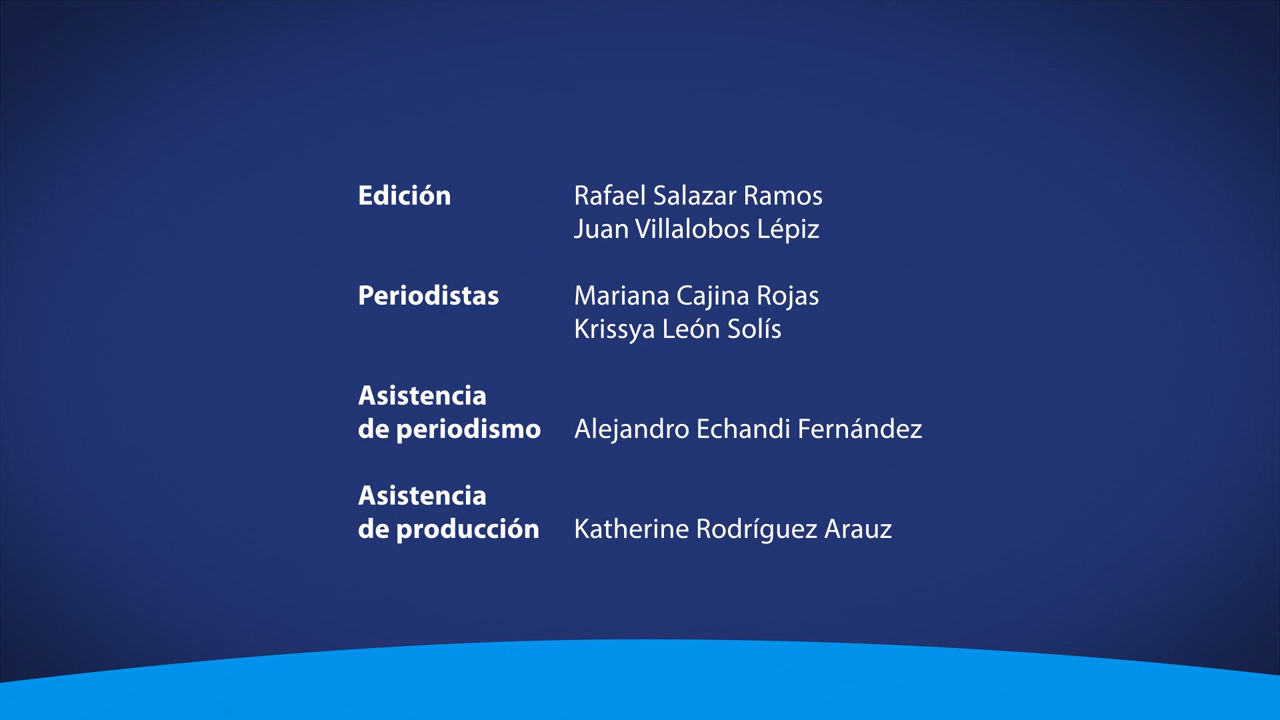 Edición Rafael Salazar Ramos
Juan Villalobos Lépiz
Periodistas Mariana Cajina Rojas
Krissya León Solís
Asistencia
de periodismo Alejandro Echandi Fernández
Asistencia
de producción Katherine Rodríguez Arauz